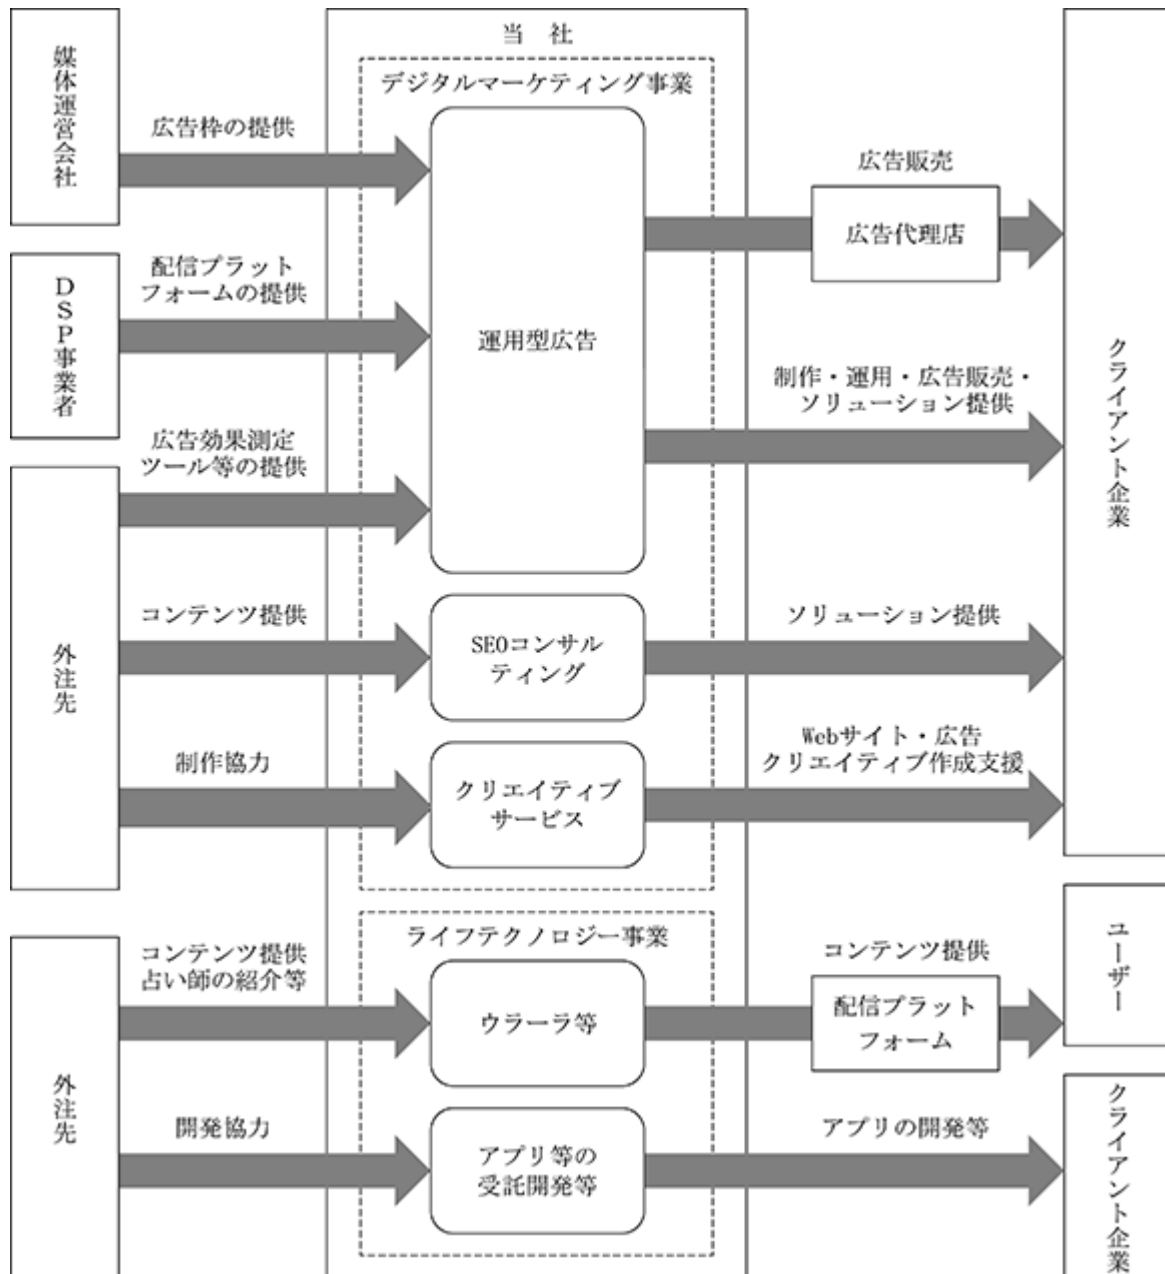 当　社
デジタルマーケティング事業
媒体運営会社
広告枠の提供
DSP事業者
配信プラット
フォームの提供
外注先
広告効果測定
ツール等の提供
運用型広告
広告販売
広告代理店
制作・運用・広告販売・
ソリューション提供
クライアント企業
コンテンツ提供
SEOコンサル
ティング
ソリューション提供
制作協力
クリエイティブ
サービス
Webサイト・広告
クリエイティブ作成支援
ライフテクノロジー事業
外注先
コンテンツ提供
占い師の紹介等
ウラーラ等
コンテンツ提供
配信プラット
フォーム
ユーザー
開発協力
アプリ等の
受託開発等
アプリの開発等
クライアント企業